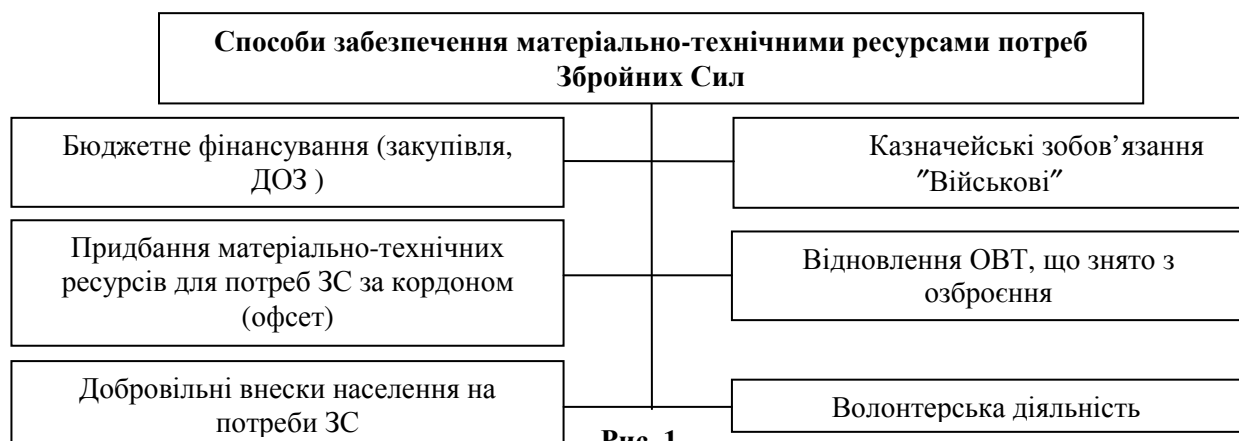 Способи забезпечення матеріально-технічними ресурсами потреб
Збройних Сил
Бюджетне фінансування (закупівля,
ДОЗ )
Казначейські зобов’язання
″Військові″
Придбання матеріально-технічних
ресурсів для потреб ЗС за кордоном
(офсет)
Відновлення ОВТ, що знято з
озброєння
Добровільні внески населення на
потреби ЗС
Волонтерська діяльність
Рис. 1